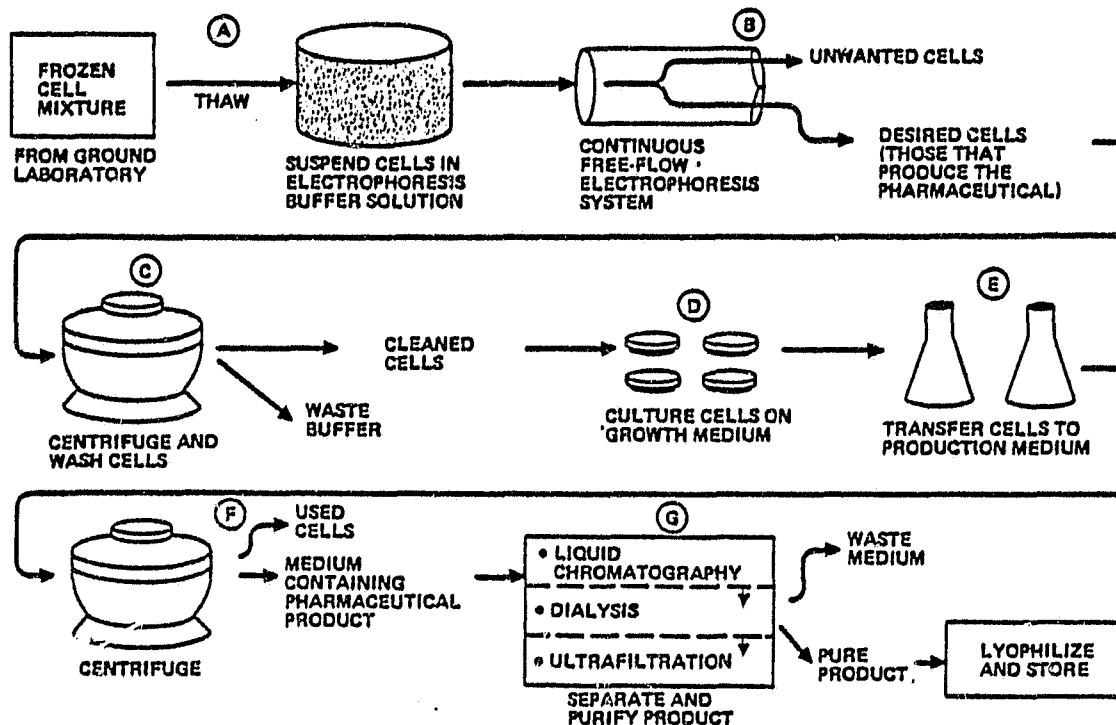 A
B
FROZEN
CELL
MIXTURE
THAW
FROM GROUND
LABORATORY
SUSPEND CELLS IN
ELECTROPHORESIS
BUFFER SOLUTION
CONTINUOUS
FREE-FLOW
ELECTROPHORESIS
SYSTEM
UNWANTED CELLS
DESIRED CELLS
(THOSE THAT
PRODUCE THE
PHARMACEUTICAL)
C
CENTRIFUGE AND
WASH CELLS
CLEANED
CELLS
WASTE
BUFFER
D
CULTURE CELLS ON
GROWTH MEDIUM
E
TRANSFER CELLS TO
PRODUCTION MEDIUM
F
CENTRIFUGE
USED
CELLS
MEDIUM
CONTAINING
PHARMACEUTICAL
PRODUCT
G
• LIQUID
CHROMATOGRAPHY
• DIALYSIS
• ULTRAFILTRATION
SEPARATE AND
PURIFY PRODUCT
WASTE
MEDIUM
PURE
PRODUCT
LYOPHILIZE
AND STORE